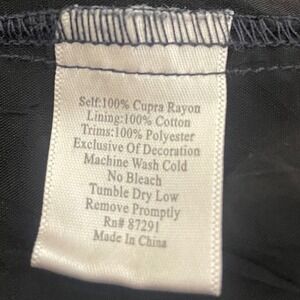 Self:100% Cupra Rayon
Lining:100% Cotton
Trims:100% Polyester
Exclusive Of Decoration
Machine Wash Cold
No Bleach
Tumble Dry Low
Remove Promptly
Rn# 87291
Made In China